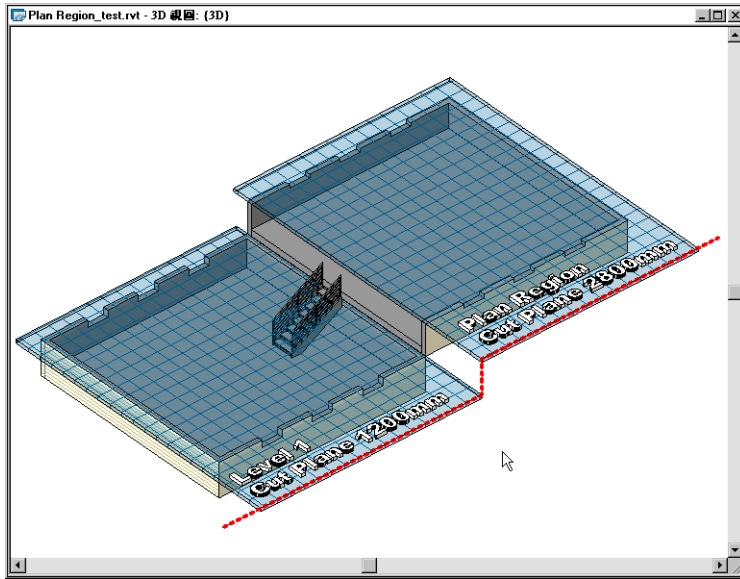 Plan Region_test.rvt - 3D 視圖: {3D}
Plan Region
Cut Plane 2800mm
Level 1
Cut Plane 1200mm